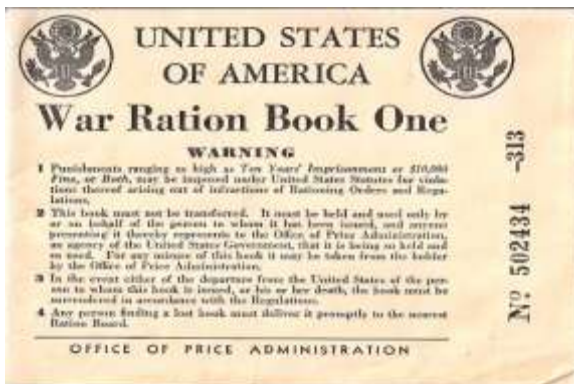 UNITED STATES
OF AMERICA
War Ration Book One
WARNING
1 Punishments ranging as high as Ten Years' Imprisonment or $10,000
Fine, or Both, may be imposed under United States Statutes for viola-
tions thereof arising out of infractions of Rationing Orders and Regu-
lations.
2 This book must not be transferred. It must be held and used only by
or on behalf of the person to whom it has been issued, and anyone
presenting it thereby represents to the Office of Price Administration,
an agency of the United States Government, that it is being so held and
so used. For any misuse of this book it may be taken from the holder
by the Office of Price Administration.
3 In the event either of the departure from the United States of the per-
son to whom this book is issued, or his or her death, the book must be
surrendered in accordance with the Regulations.
4 Any person finding a lost book must deliver it promptly to the nearest
Ration Board.
OFFICE OF PRICE ADMINISTRATION
Nº 502434 -313